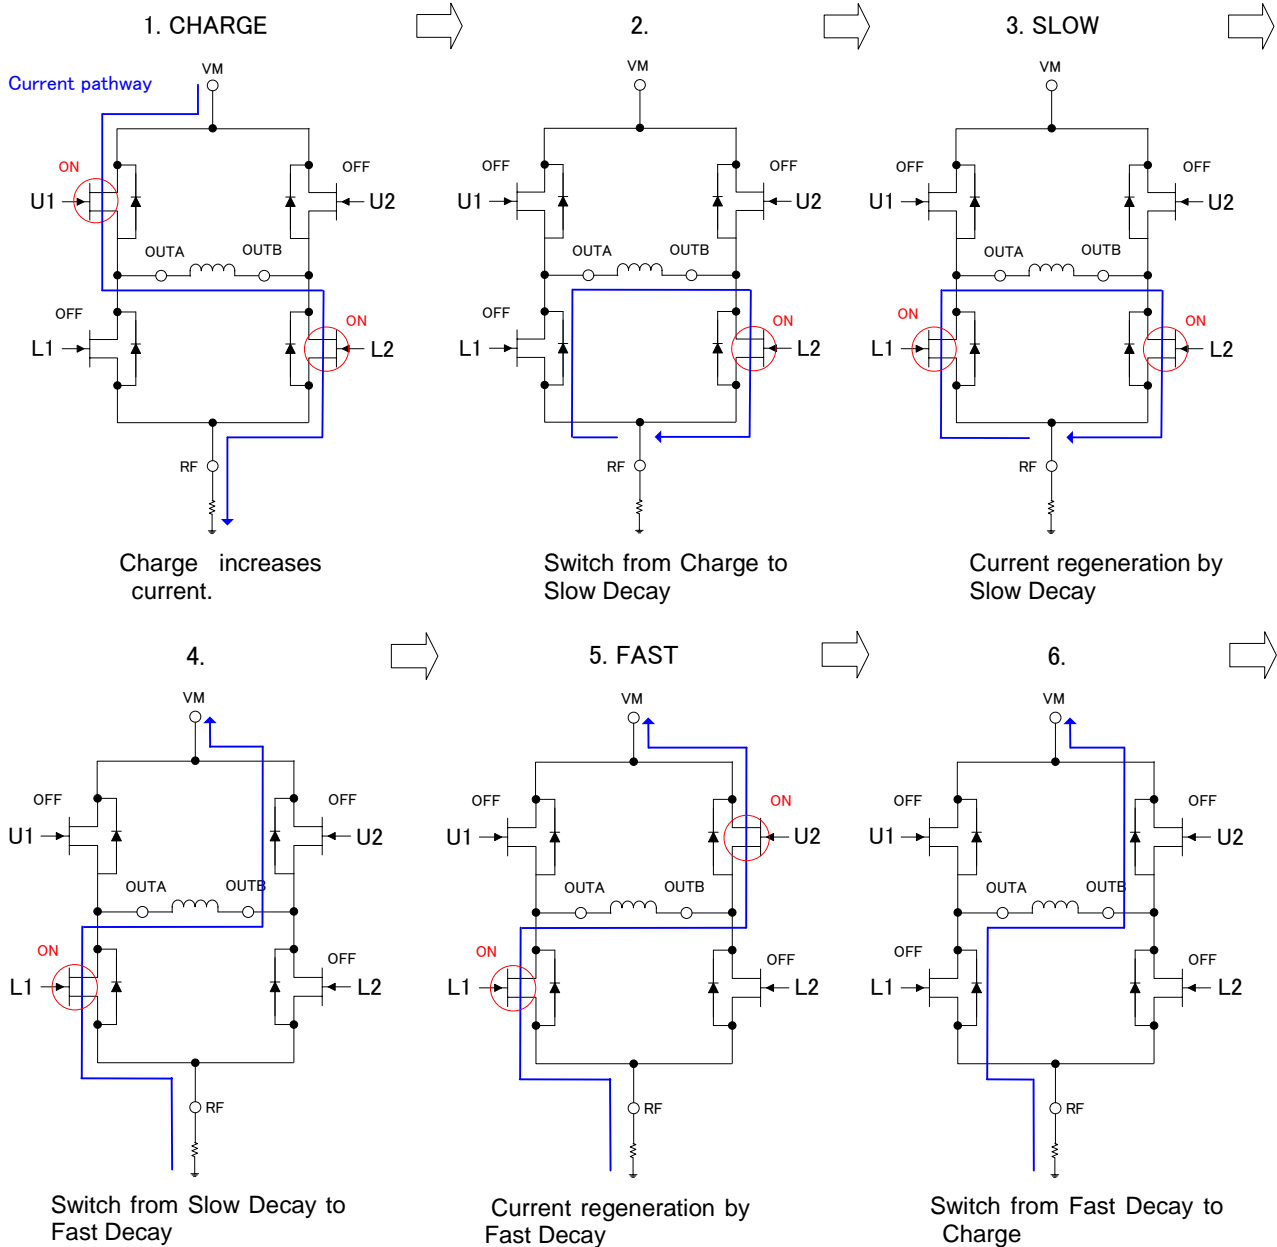 1. CHARGE
Current pathway
VM
ON
OFF
U1
U2
OUTA
OUTB
OFF
ON
L1
L2
RF
Charge increases
current.
2.
VM
OFF
OFF
U1
U2
OUTA
OUTB
OFF
ON
L1
L2
RF
Switch from Charge to
Slow Decay
3. SLOW
VM
OFF
OFF
U1
U2
OUTA
OUTB
ON
ON
L1
L2
RF
Current regeneration by
Slow Decay
4.
VM
OFF
OFF
U1
U2
OUTA
OUTB
ON
OFF
L1
L2
RF
Switch from Slow Decay to
Fast Decay
5. FAST
VM
OFF
ON
U1
U2
OUTA
OUTB
ON
OFF
L1
L2
RF
Current regeneration by
Fast Decay
6.
VM
OFF
OFF
U1
U2
OUTA
OUTB
OFF
OFF
L1
L2
RF
Switch from Fast Decay to
Charge